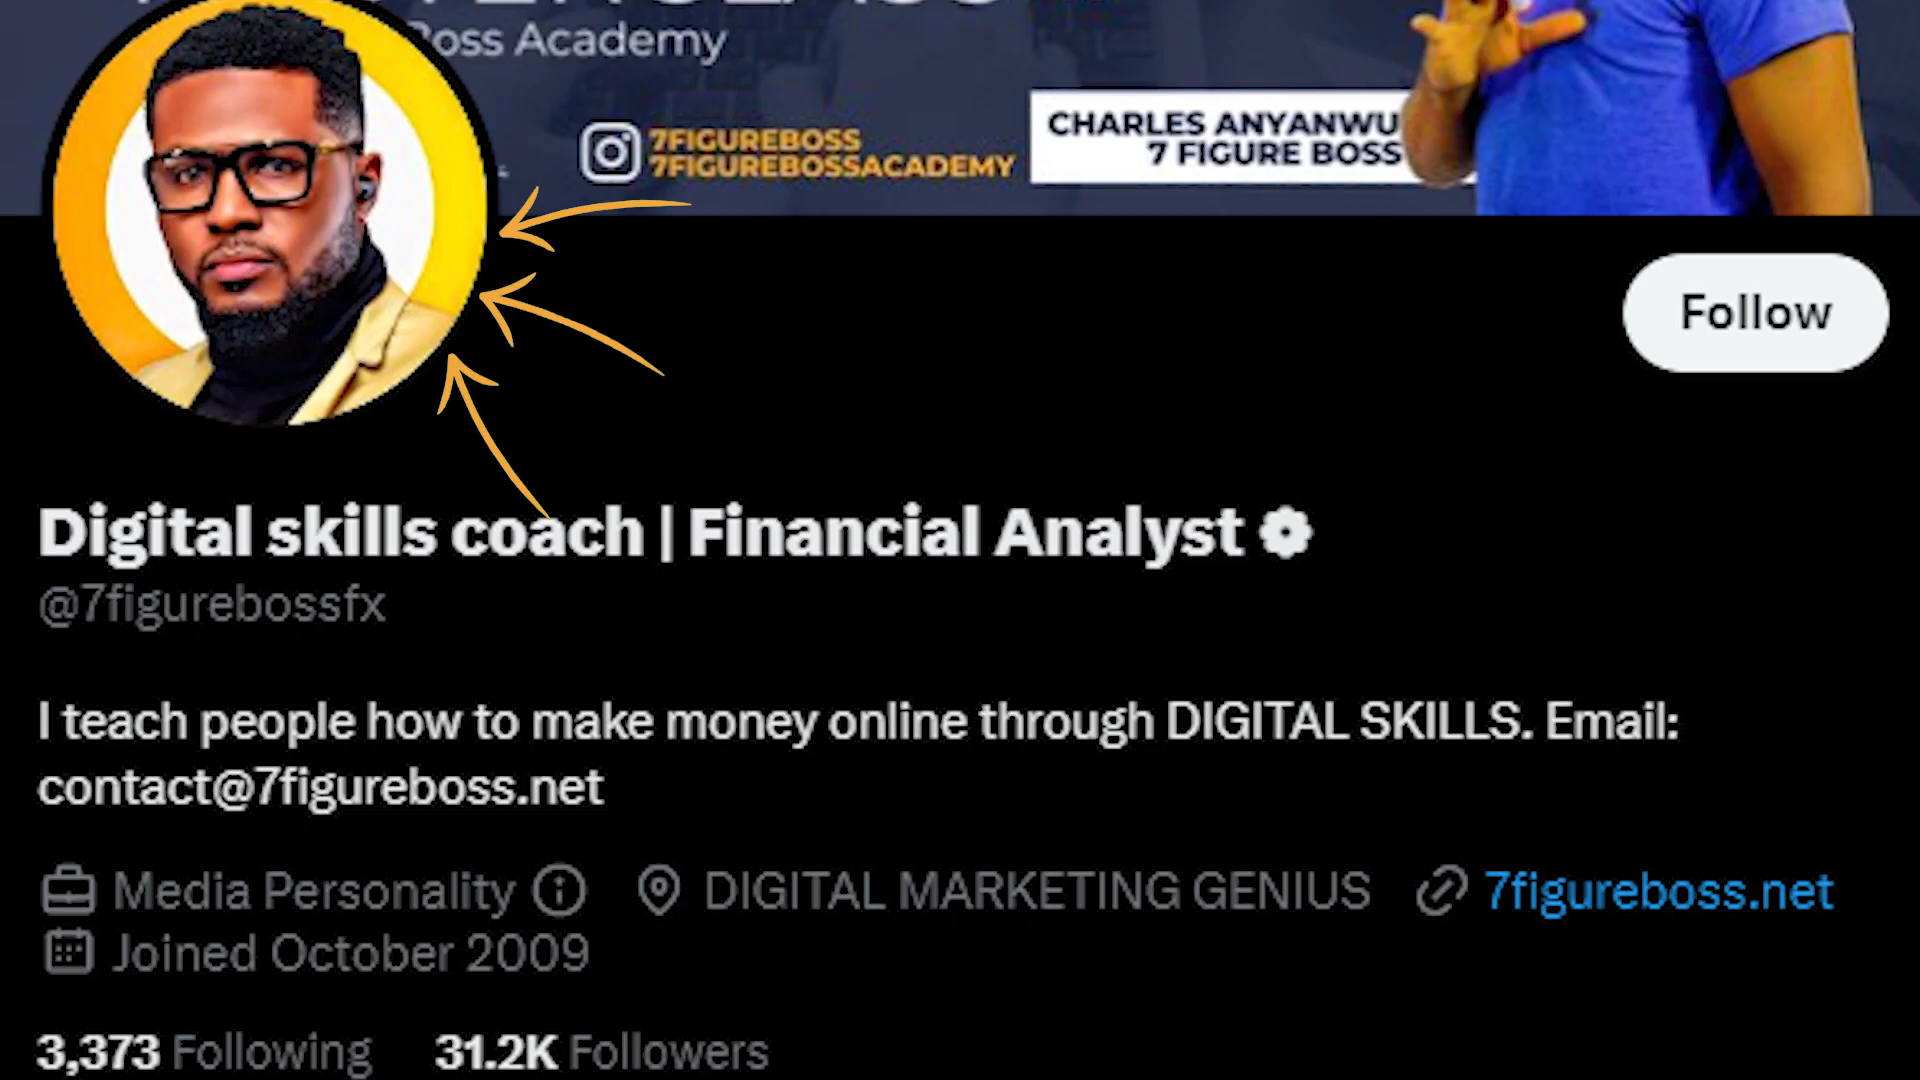 Boss Academy
7FIGUREBOSS
7FIGUREBOSSACADEMY
CHARLES ANYANWU
7 FIGURE BOSS
Follow
Digital skills coach | Financial Analyst
@7figurebossfx
I teach people how to make money online through DIGITAL SKILLS. Email:
contact@7figureboss.net
Media Personality DIGITAL MARKETING GENIUS 7figureboss.net
Joined October 2009
3,373 Following 31.2K Followers